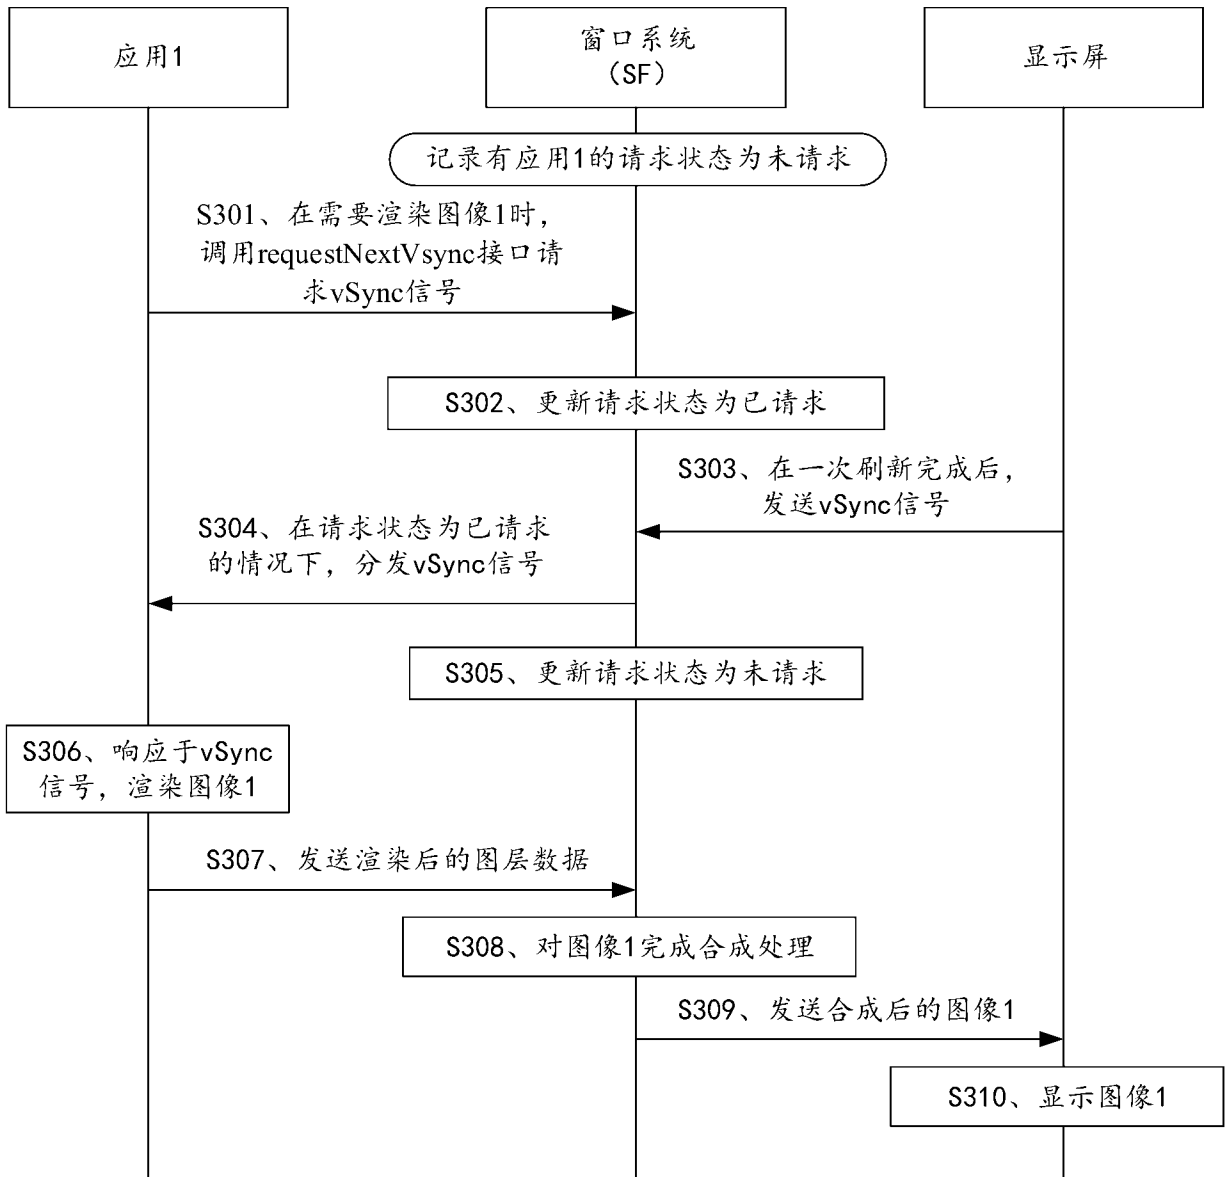 应用1
窗口系统
（SF）
显示屏
记录有应用1的请求状态为未请求
S301、在需要渲染图像1时，
调用requestNextVsync接口请
求vSync信号
S302、更新请求状态为已请求
S303、在一次刷新完成后，
发送vSync信号
S304、在请求状态为已请求
的情况下，分发vSync信号
S305、更新请求状态为未请求
S306、响应于vSync
信号，渲染图像1
S307、发送渲染后的图层数据
S308、对图像1完成合成处理
S309、发送合成后的图像1
S310、显示图像1